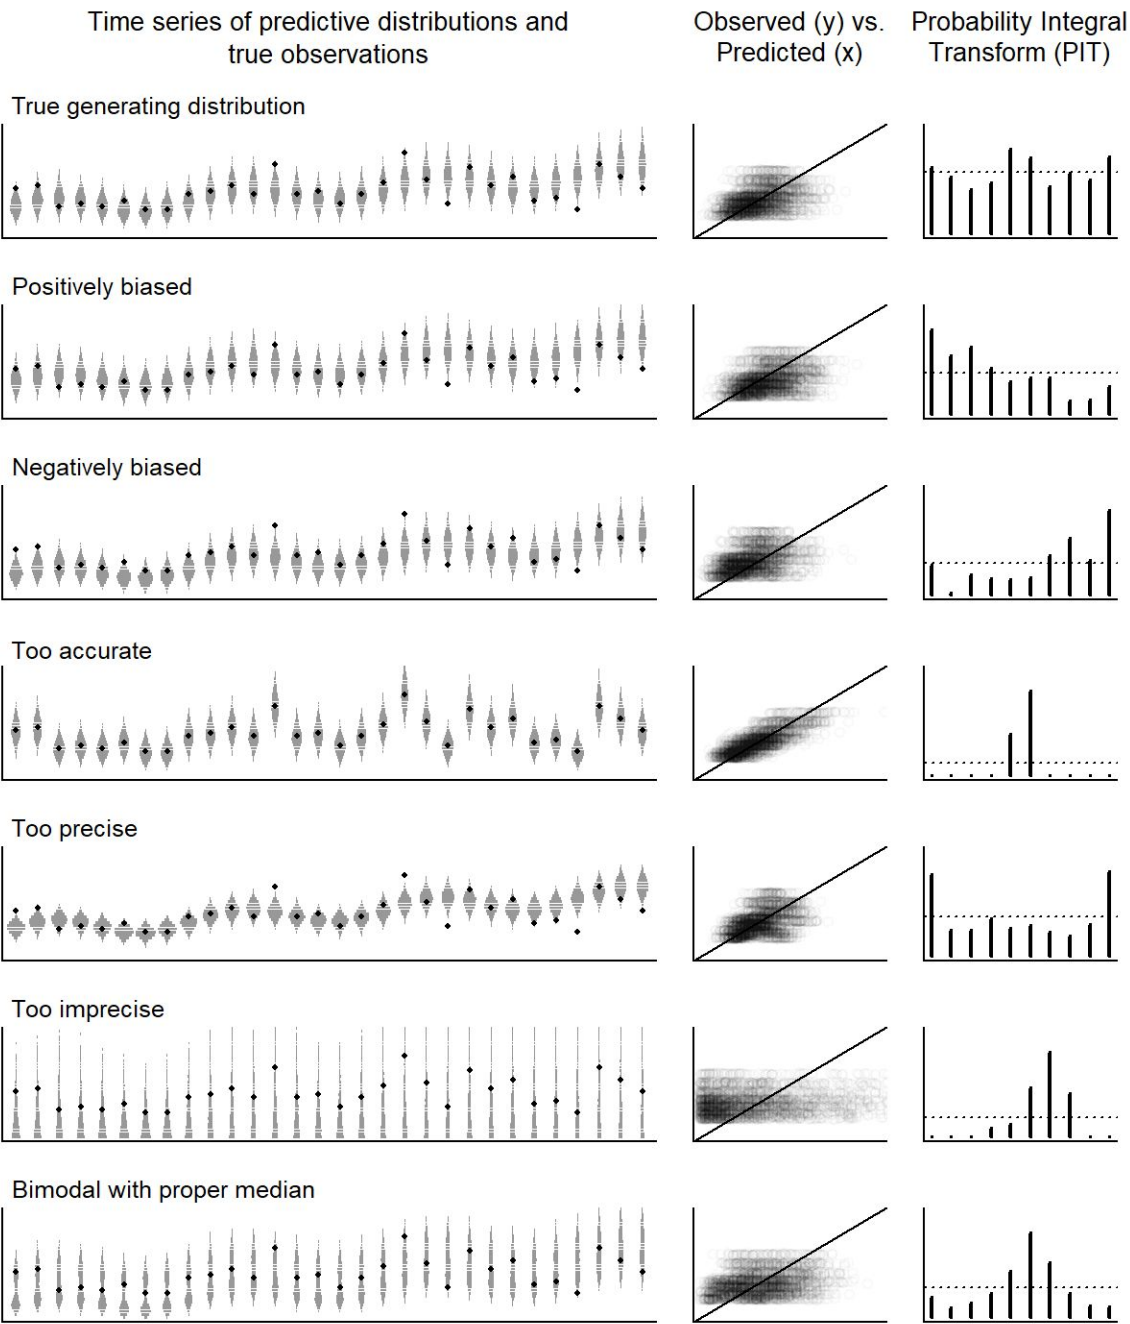 Time series of predictive distributions and
true observations
Observed (y) vs.
Predicted (x)
Probability Integral
Transform (PIT)
True generating distribution
Positively biased
Negatively biased
Too accurate
Too precise
Too imprecise
Bimodal with proper median